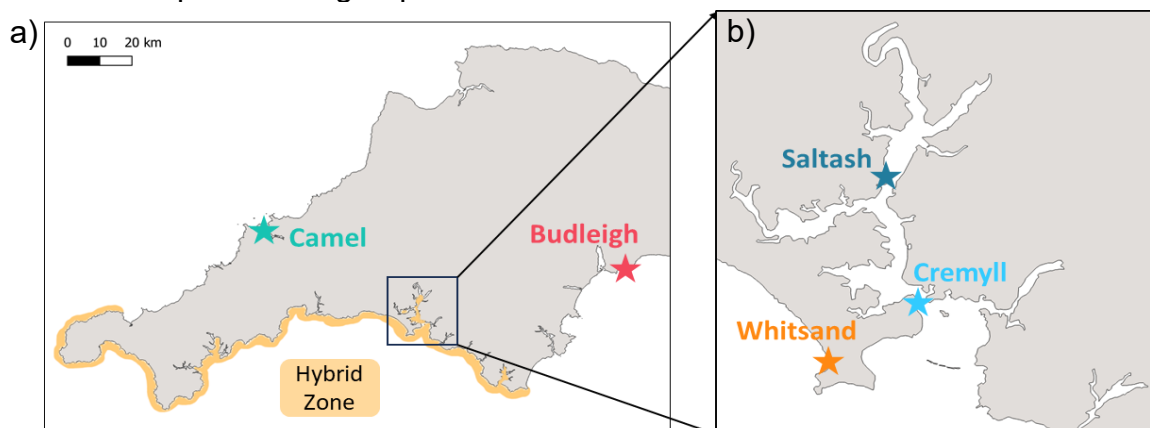 a)
0 10 20 km
Camel
Budleigh
Hybrid
Zone
b)
Saltash
Cremyll
Whitsand